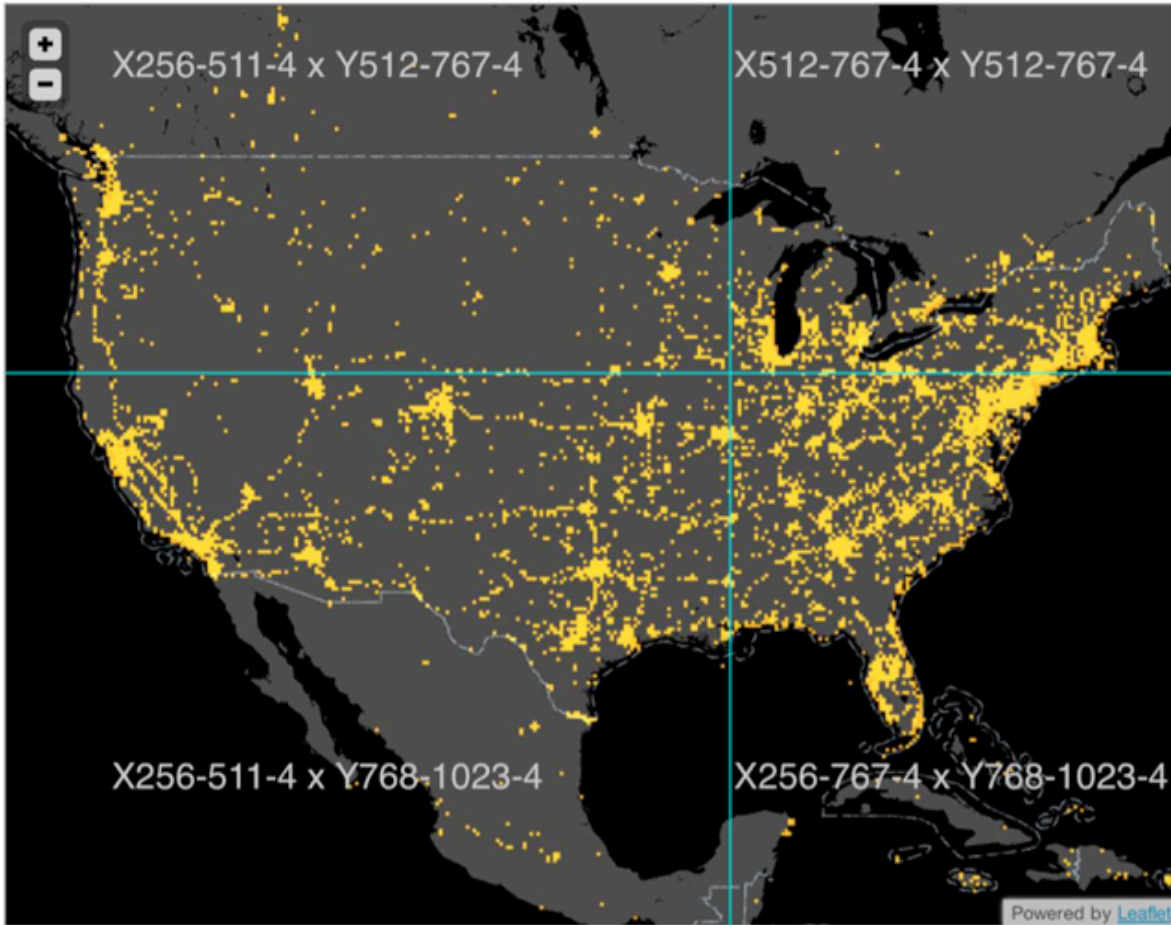 +
−
X256-511-4 x Y512-767-4
X512-767-4 x Y512-767-4
X256-511-4 x Y768-1023-4
X256-767-4 x Y768-1023-4
Powered by Leaflet